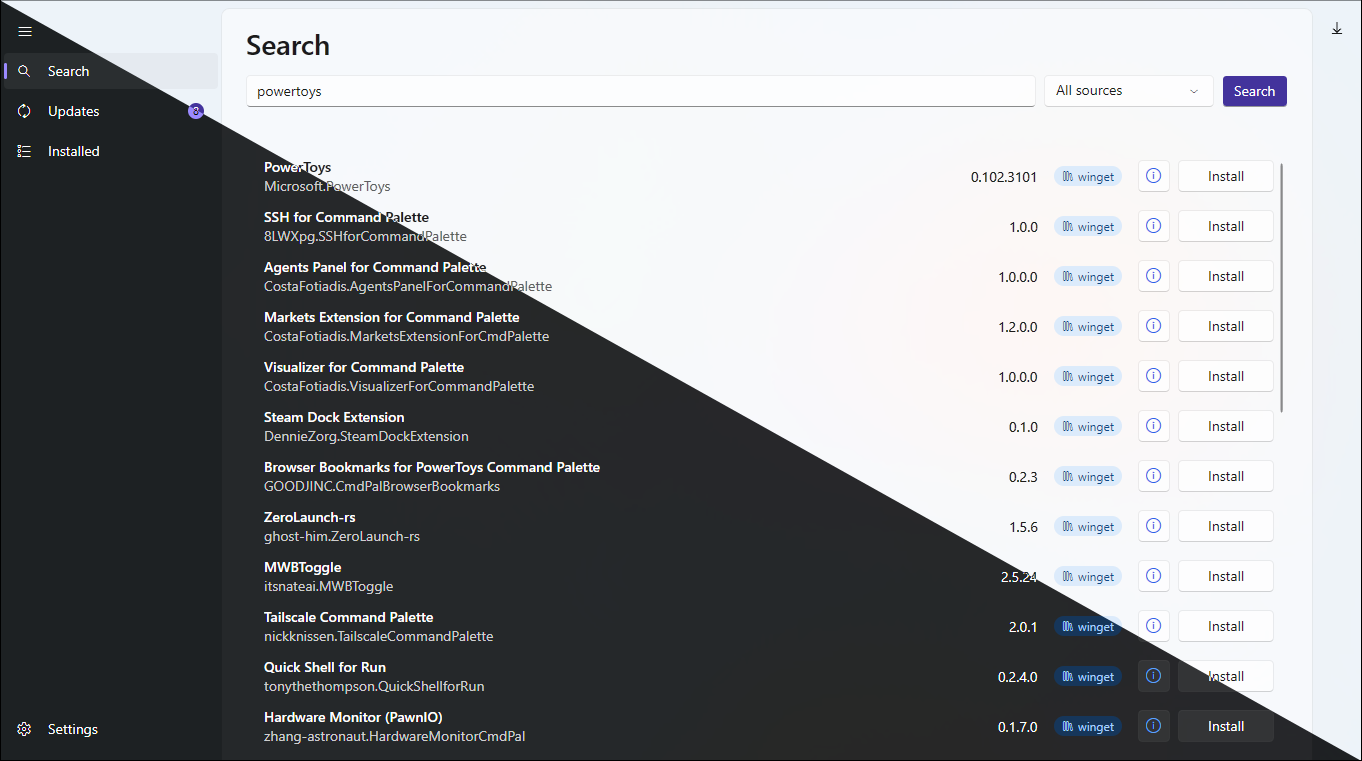 Search
Search
Updates
Installed
Settings
powertoys
All sources
Search
PowerToys
Microsoft.PowerToys
0.102.3101
winget
Install
SSH for Command Palette
8LWXpg.SSHforCommandPalette
1.0.0
winget
Install
Agents Panel for Command Palette
CostaFotiadis.AgentsPanelForCommandPalette
1.0.0.0
winget
Install
Markets Extension for Command Palette
CostaFotiadis.MarketsExtensionForCmdPalette
1.2.0.0
winget
Install
Visualizer for Command Palette
CostaFotiadis.VisualizerForCommandPalette
1.0.0.0
winget
Install
Steam Dock Extension
DennieZorg.SteamDockExtension
0.1.0
winget
Install
Browser Bookmarks for PowerToys Command Palette
GOODJINC.CmdPalBrowserBookmarks
0.2.3
winget
Install
ZeroLaunch-rs
ghost-him.ZeroLaunch-rs
1.5.6
winget
Install
MWBToggle
itsnateai.MWBToggle
2.5.24
winget
Install
Tailscale Command Palette
nickknissen.TailscaleCommandPalette
2.0.1
winget
Install
Quick Shell for Run
tonythethompson.QuickShellforRun
0.2.4.0
winget
Install
Hardware Monitor (PawnIO)
zhang-astronaut.HardwareMonitorCmdPal
0.1.7.0
winget
Install